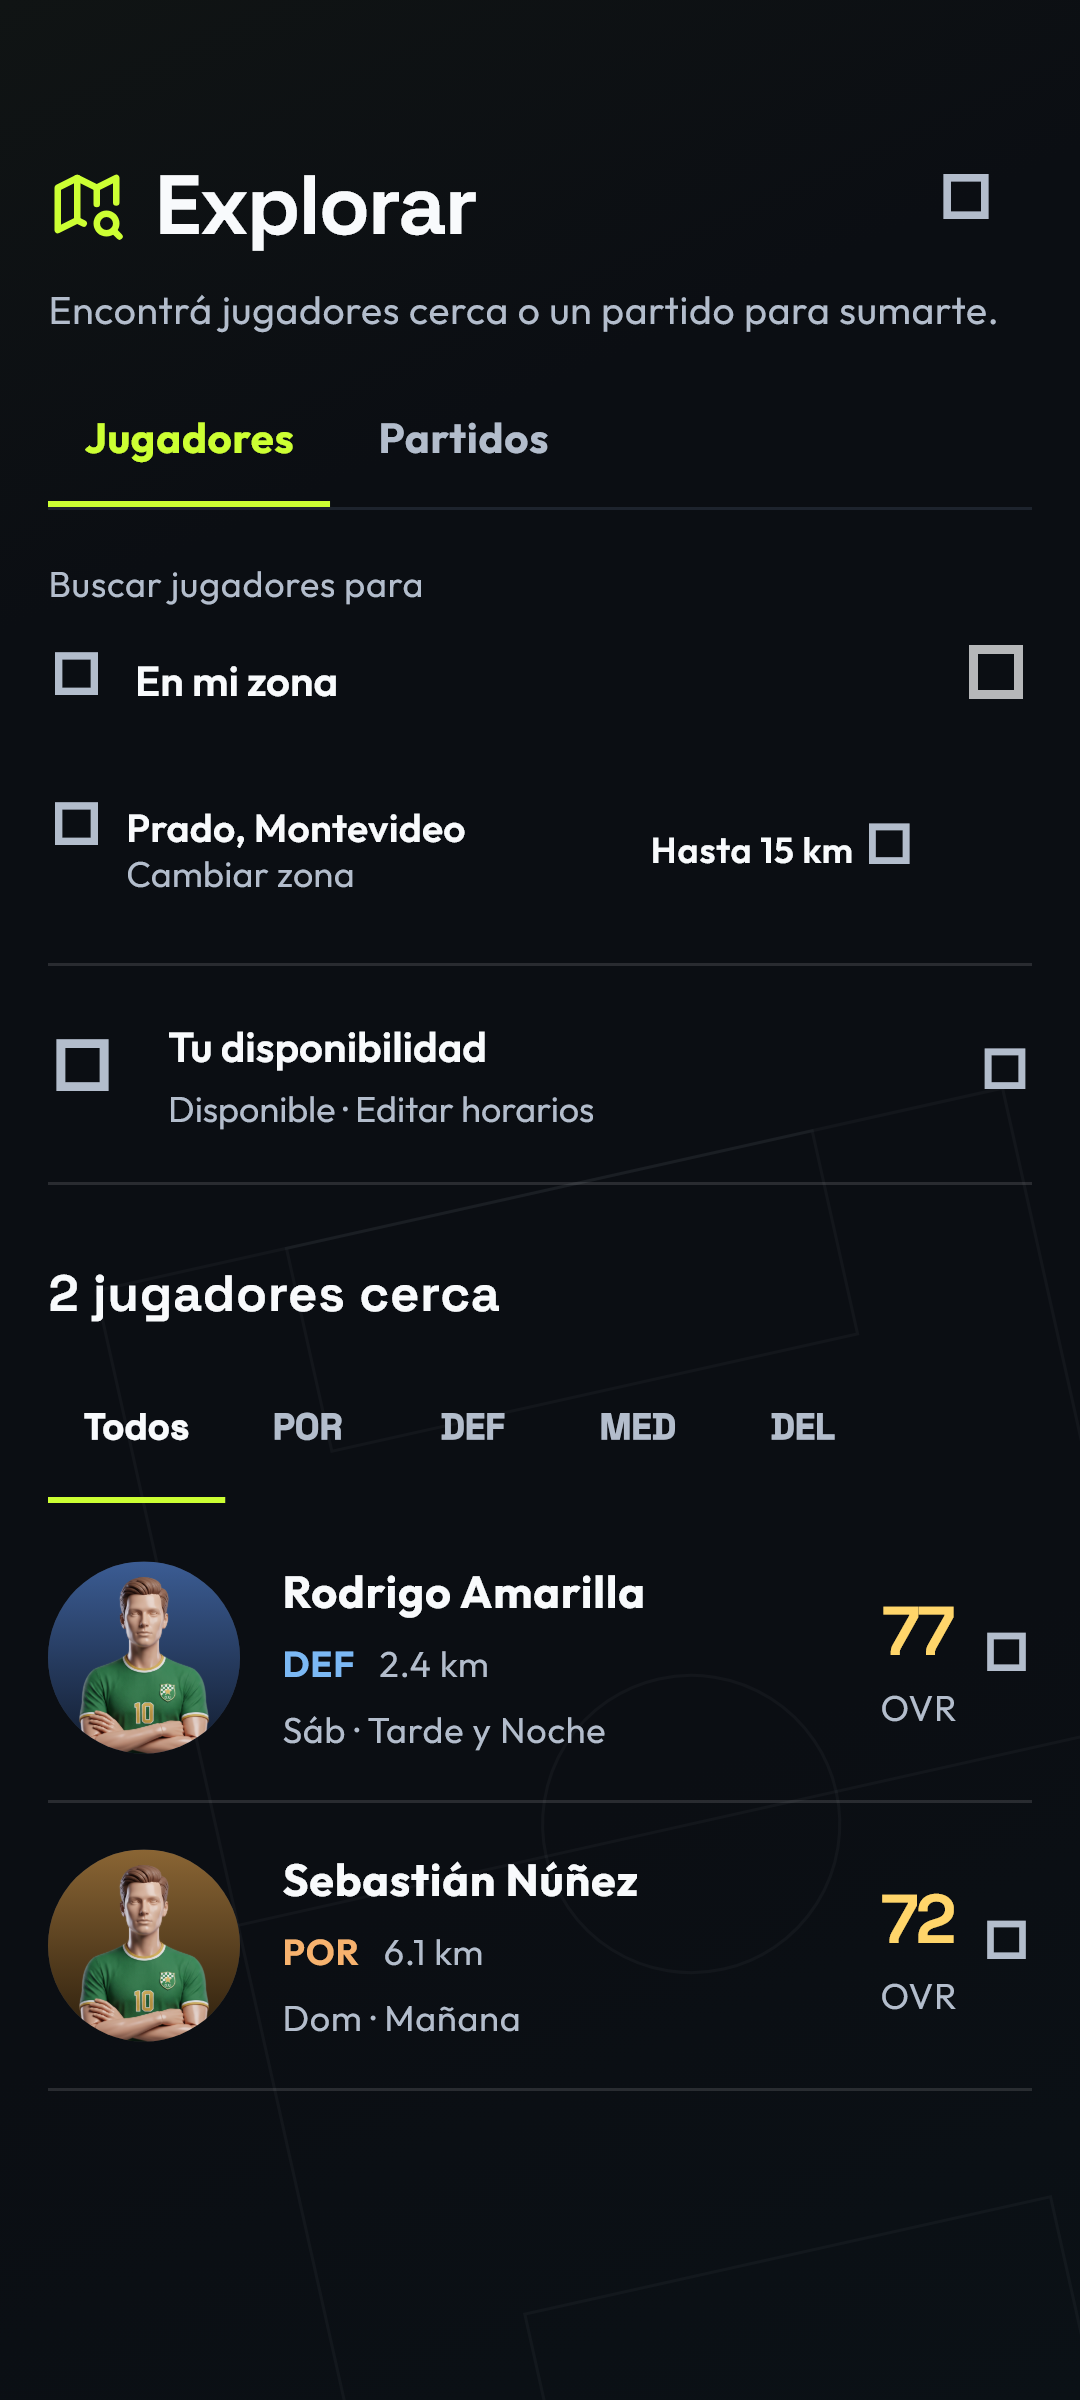 Explorar
Encontrá jugadores cerca o un partido para sumarte.
Jugadores
Partidos
Buscar jugadores para
En mi zona
Prado, Montevideo
Cambiar zona
Hasta 15 km
Tu disponibilidad
Disponible · Editar horarios
2 jugadores cerca
Todos
POR
DEF
MED
DEL
Rodrigo Amarilla
DEF 2.4 km
Sáb · Tarde y Noche
77
OVR
10
Sebastián Núñez
POR 6.1 km
Dom · Mañana
72
OVR
10